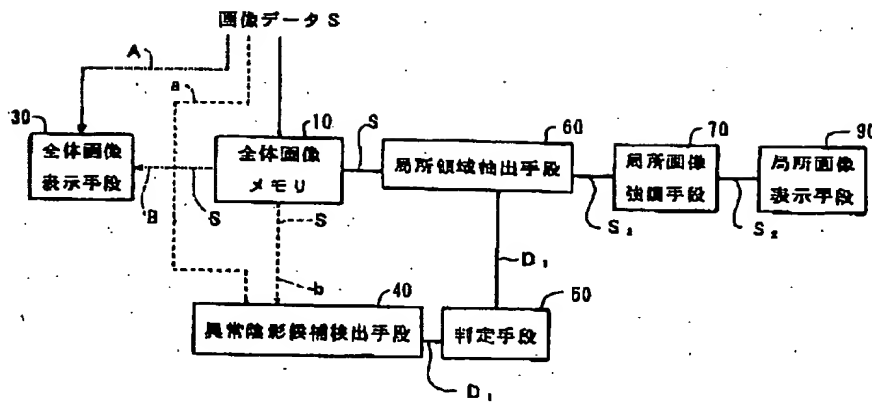 画像データS
A
a
30
全体画像
表示手段
B
S
10
全体画像
メモリ
S
60
局所領域抽出手段
S₁
70
局所画像
強調手段
S₂
90
局所画像
表示手段
S
b
D₁
40
異常陰影候補検出手段
D₁
50
判定手段